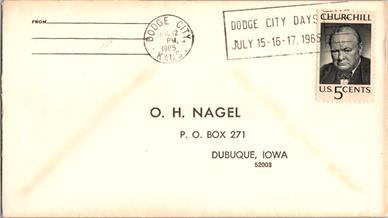 FROM
DODGE CITY,
JUL 12
PM
1965
KANS.
DODGE CITY DAYS
JULY 15-16-17, 1965
CHURCHILL
U.S. 5 CENTS
O. H. NAGEL
P. O. BOX 271
DUBUQUE, IOWA
52003